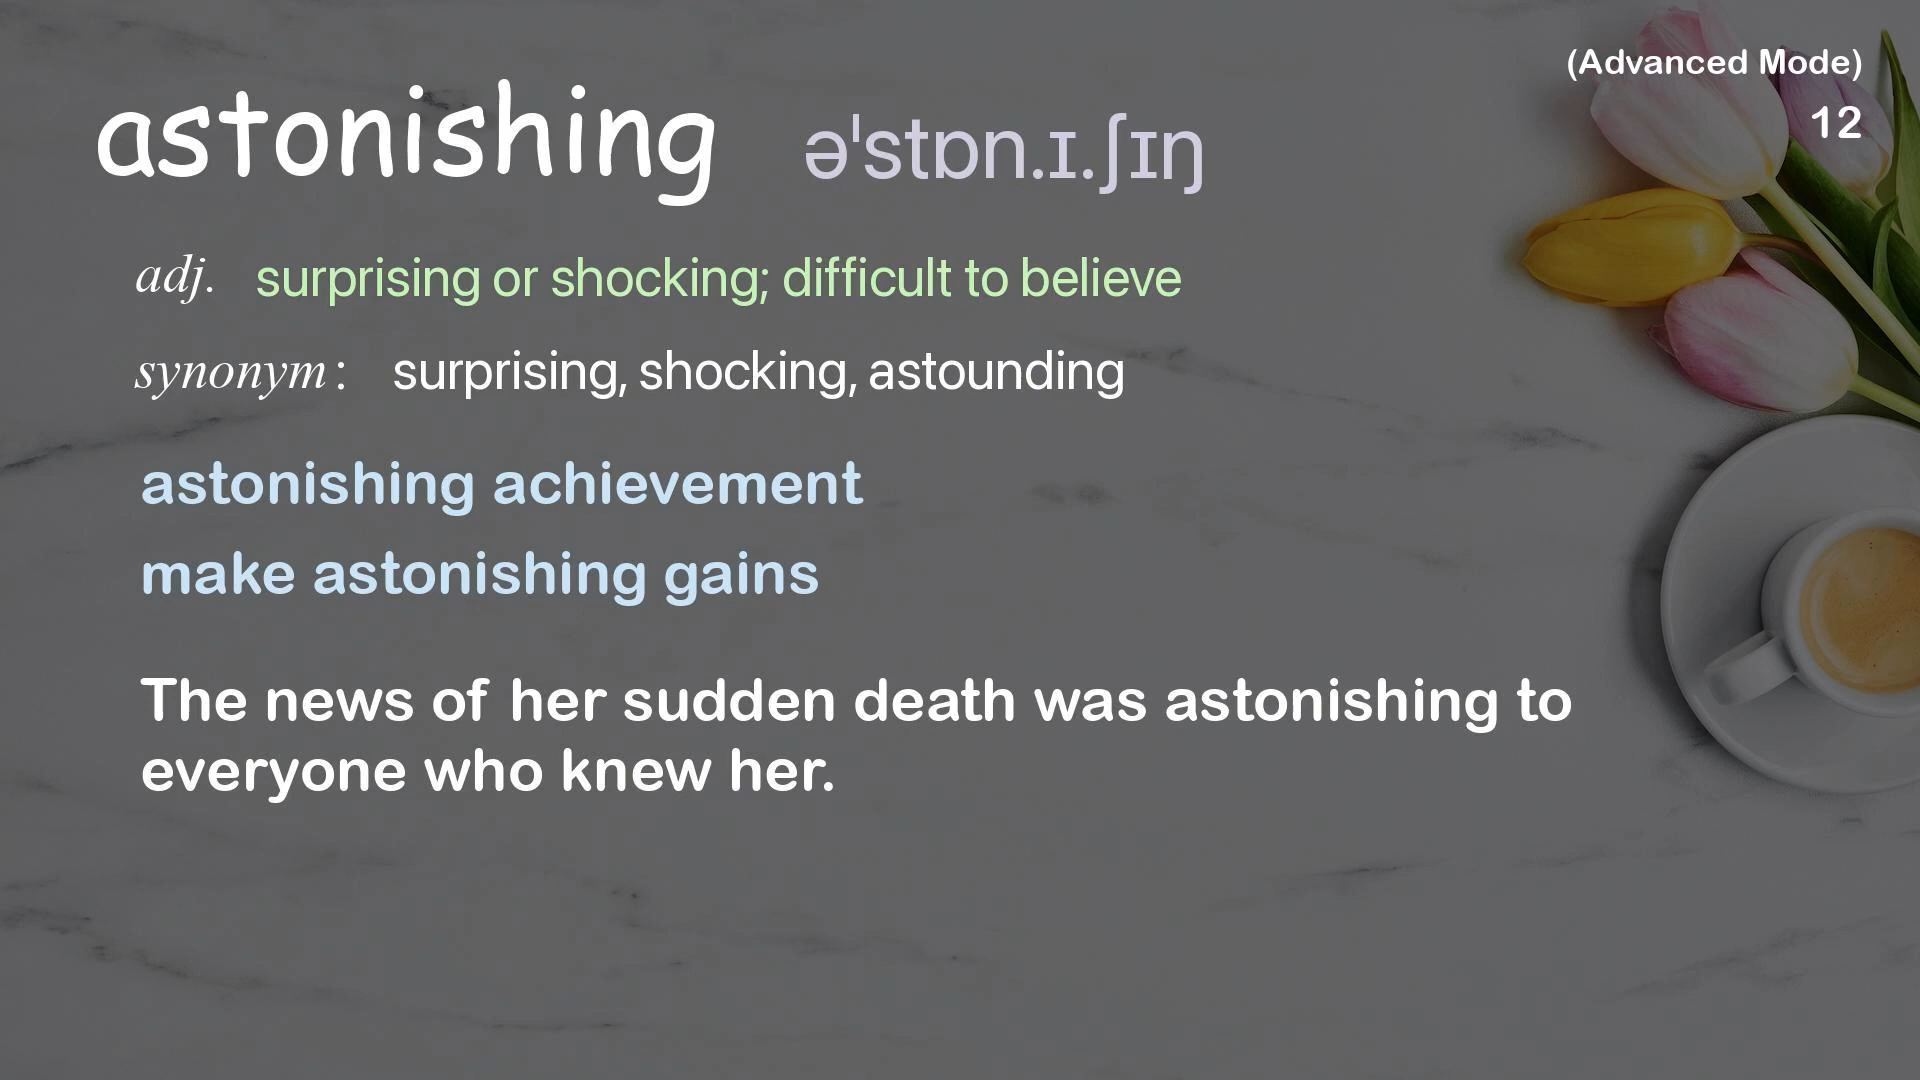 (Advanced Mode)
12
astonishing əˈstɒn.ɪ.ʃɪŋ
adj. surprising or shocking; difficult to believe
synonym: surprising, shocking, astounding
astonishing achievement
make astonishing gains
The news of her sudden death was astonishing to
everyone who knew her.